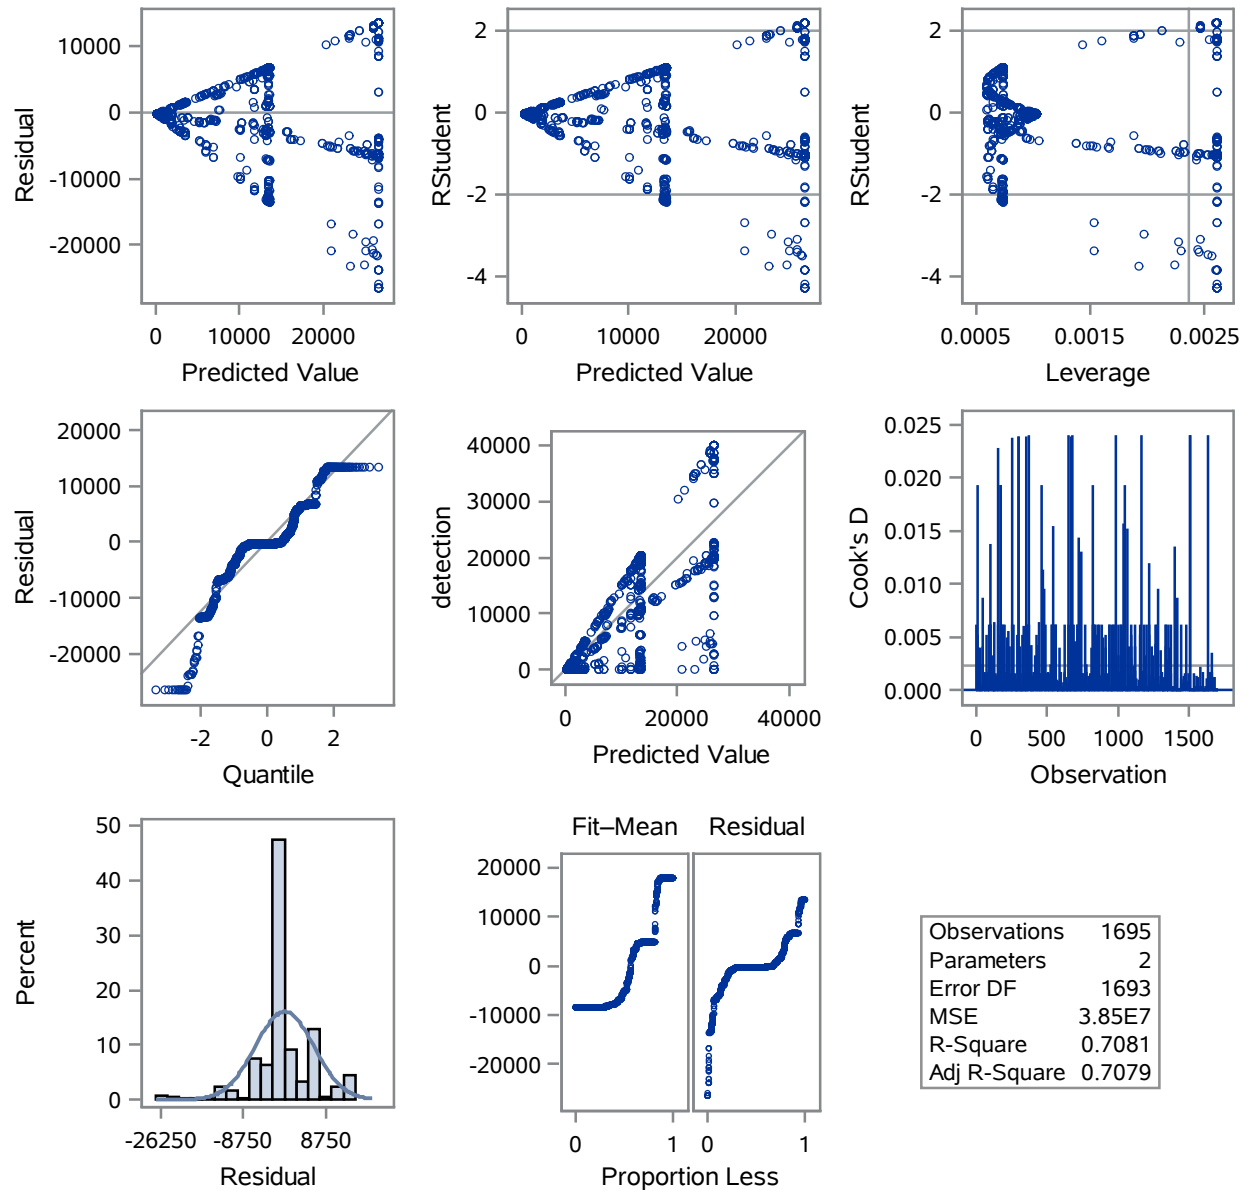 10000
0
-10000
-20000
Residual
0 10000 20000
Predicted Value
2
0
-2
-4
RStudent
0 10000 20000
Predicted Value
2
0
-2
-4
RStudent
0.0005 0.0015 0.0025
Leverage
20000
10000
0
-10000
-20000
Residual
-2 0 2
Quantile
40000
30000
20000
10000
0
detection
0 20000 40000
Predicted Value
0.025
0.020
0.015
0.010
0.005
0.000
Cook's D
0 500 1000 1500
Observation
50
40
30
20
10
0
Percent
-26250 -8750 8750
Residual
Fit–Mean Residual
20000
10000
0
-10000
-20000
0 1 0 1
Proportion Less
Observations 1695
Parameters 2
Error DF 1693
MSE 3.85E7
R-Square 0.7081
Adj R-Square 0.7079